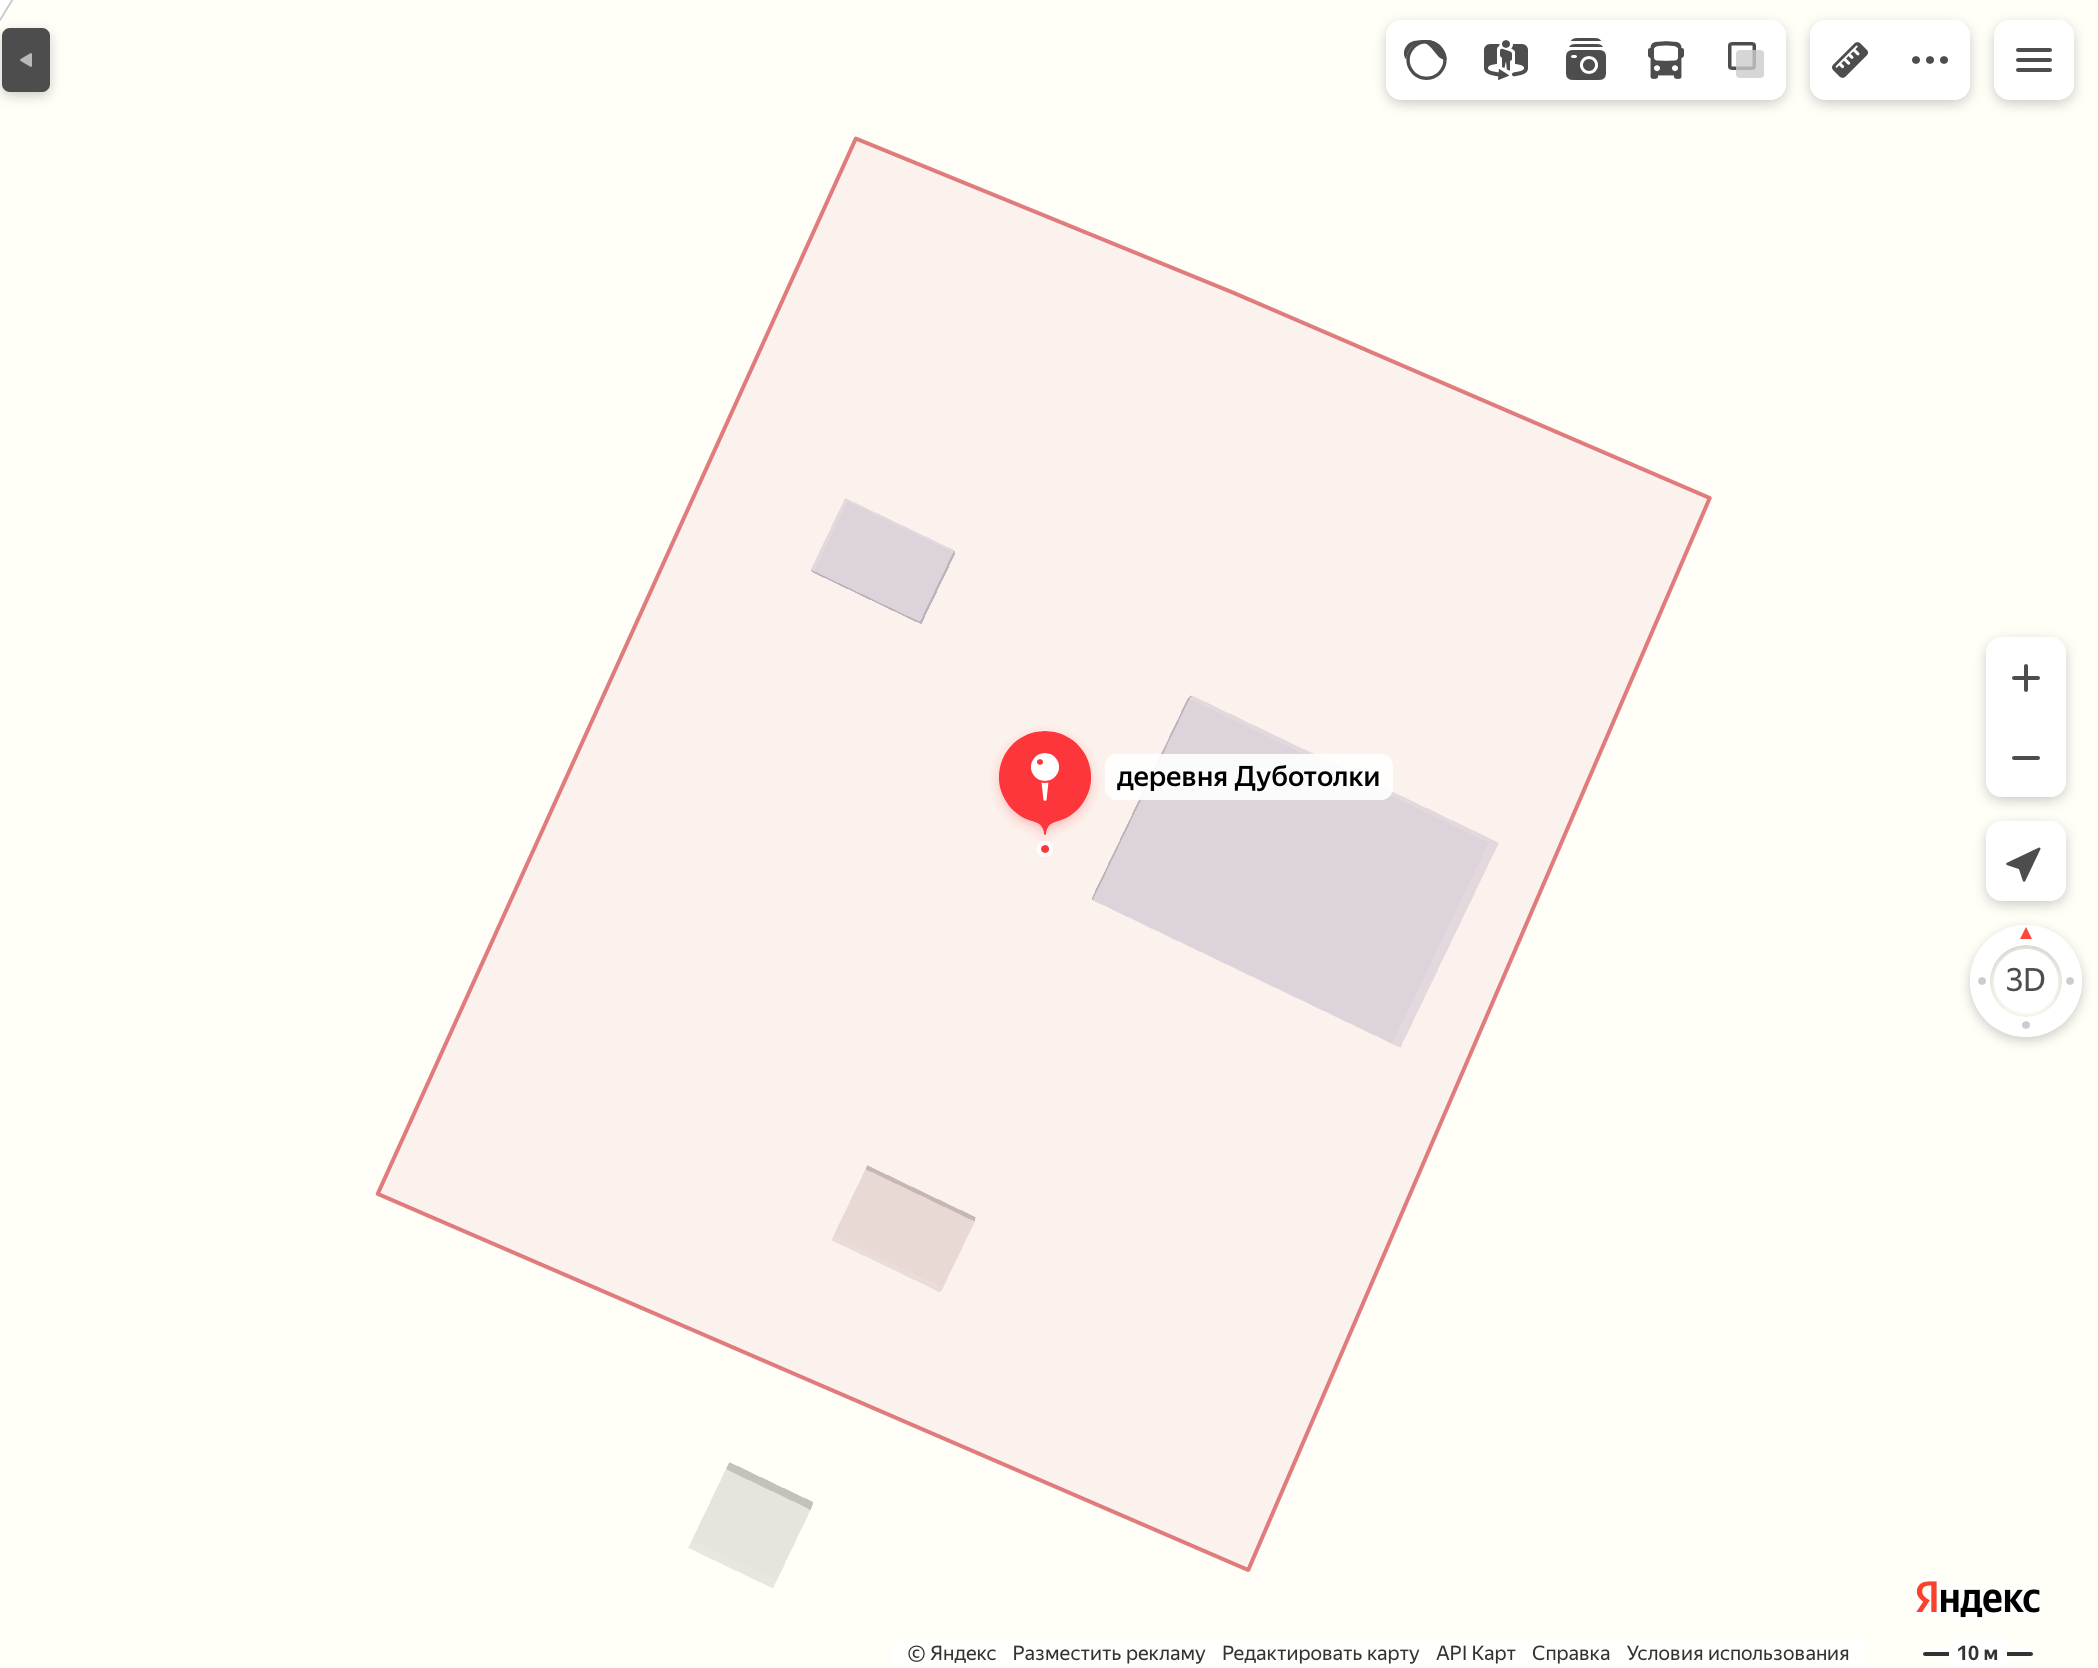 деревня Дуботолки
3D
Яндекс
© Яндекс Разместить рекламу Редактировать карту API Карт Справка Условия использования 10 м